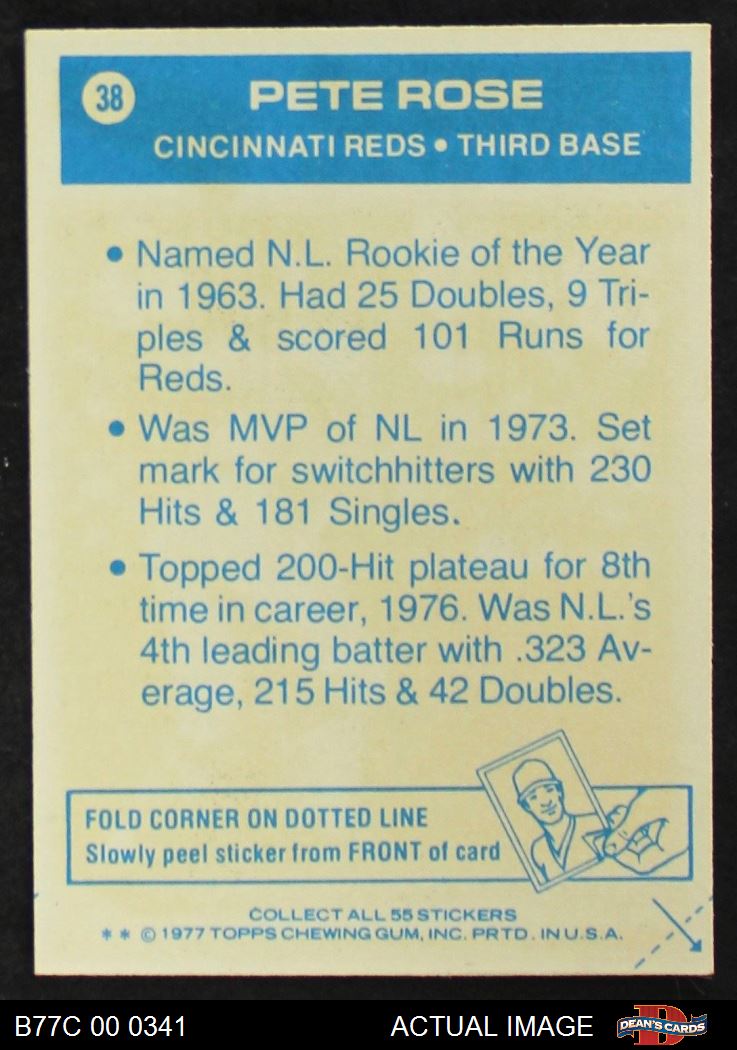 38
PETE ROSE
CINCINNATI REDS • THIRD BASE
• Named N.L. Rookie of the Year
in 1963. Had 25 Doubles, 9 Tri-
ples & scored 101 Runs for
Reds.
• Was MVP of NL in 1973. Set
mark for switchhitters with 230
Hits & 181 Singles.
• Topped 200-Hit plateau for 8th
time in career, 1976. Was N.L.'s
4th leading batter with .323 Av-
erage, 215 Hits & 42 Doubles.
FOLD CORNER ON DOTTED LINE
Slowly peel sticker from FRONT of card
COLLECT ALL 55 STICKERS
* * © 1977 TOPPS CHEWING GUM, INC. PRTD. IN U.S.A.
B77C 00 0341
ACTUAL IMAGE
D
DEAN'S CARDS